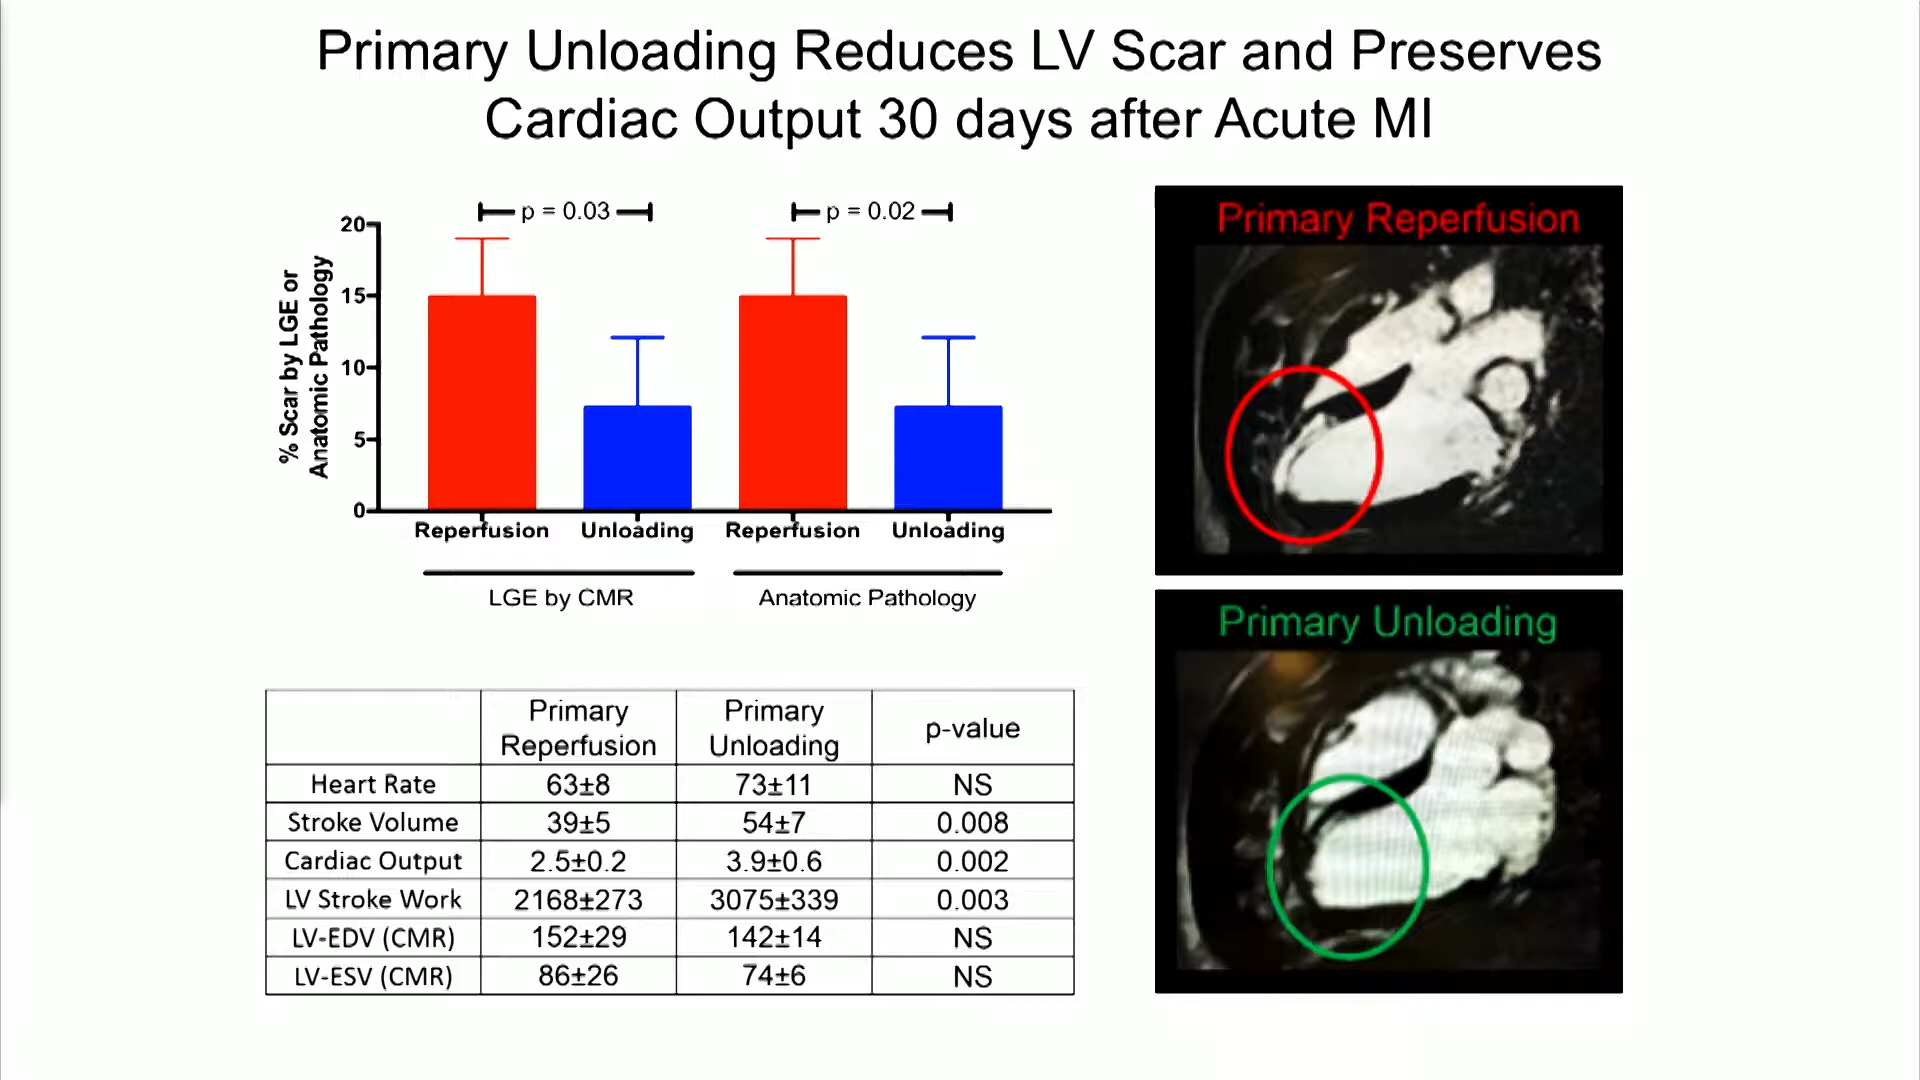 Primary Unloading Reduces LV Scar and Preserves
Cardiac Output 30 days after Acute MI
p = 0.03
p = 0.02
% Scar by LGE or
Anatomic Pathology
20
15
10
5
0
Reperfusion
Unloading
Reperfusion
Unloading
LGE by CMR
Anatomic Pathology
Primary Reperfusion
Primary Unloading
Primary Reperfusion
Primary Unloading
p-value
Heart Rate 63±8 73±11 NS
Stroke Volume 39±5 54±7 0.008
Cardiac Output 2.5±0.2 3.9±0.6 0.002
LV Stroke Work 2168±273 3075±339 0.003
LV-EDV (CMR) 152±29 142±14 NS
LV-ESV (CMR) 86±26 74±6 NS